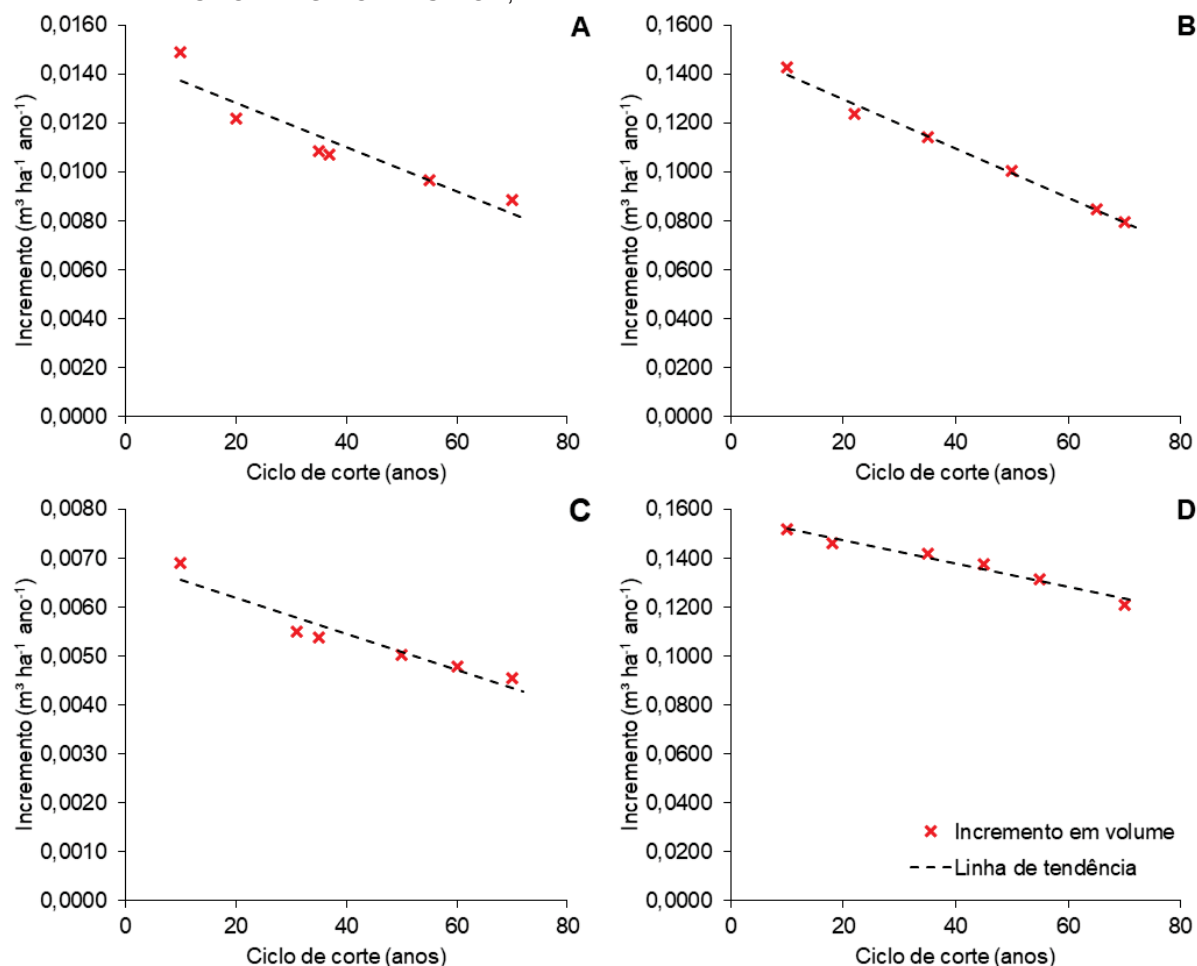 A
Incremento (m³ ha⁻¹ ano⁻¹)
0,0160
0,0140
0,0120
0,0100
0,0080
0,0060
0,0040
0,0020
0,0000
0 20 40 60 80
Ciclo de corte (anos)
B
Incremento (m³ ha⁻¹ ano⁻¹)
0,1600
0,1400
0,1200
0,1000
0,0800
0,0600
0,0400
0,0200
0,0000
0 20 40 60 80
Ciclo de corte (anos)
C
Incremento (m³ ha⁻¹ ano⁻¹)
0,0080
0,0070
0,0060
0,0050
0,0040
0,0030
0,0020
0,0010
0,0000
0 20 40 60 80
Ciclo de corte (anos)
D
Incremento (m³ ha⁻¹ ano⁻¹)
0,1600
0,1400
0,1200
0,1000
0,0800
0,0600
0,0400
0,0200
0,0000
Incremento em volume
Linha de tendência
0 20 40 60 80
Ciclo de corte (anos)